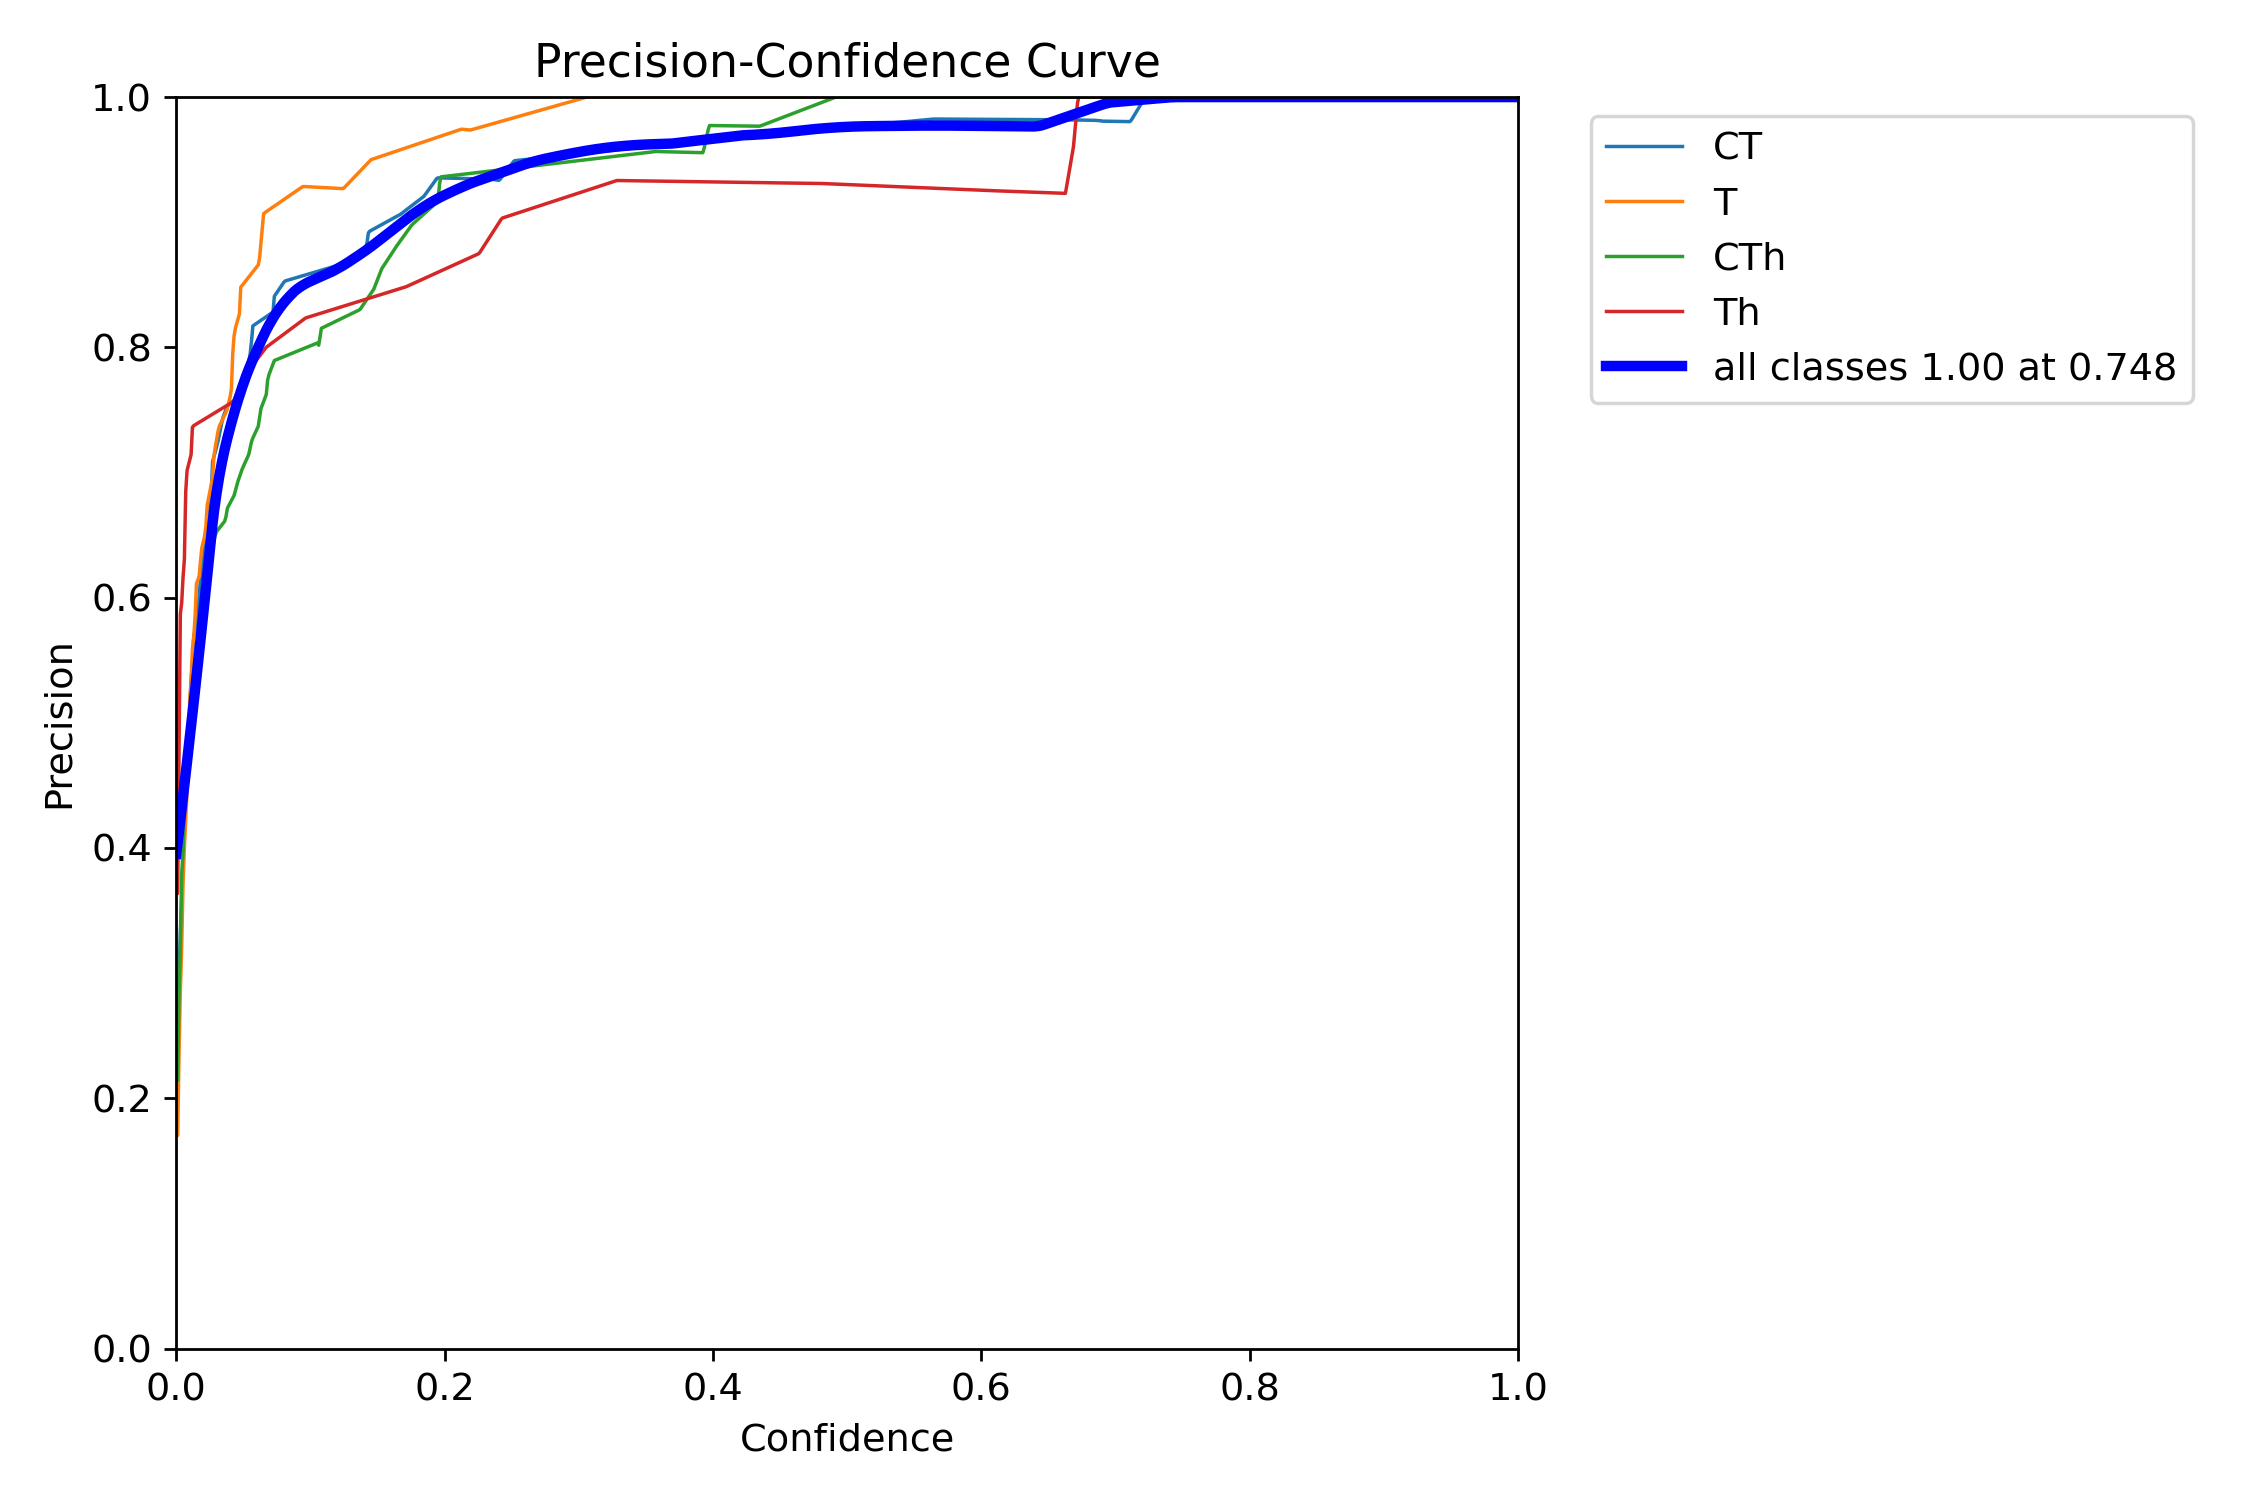 Precision-Confidence Curve
1.0
0.8
0.6
0.4
0.2
0.0
Precision
0.0 0.2 0.4 0.6 0.8 1.0
Confidence
CT
T
CTh
Th
all classes 1.00 at 0.748